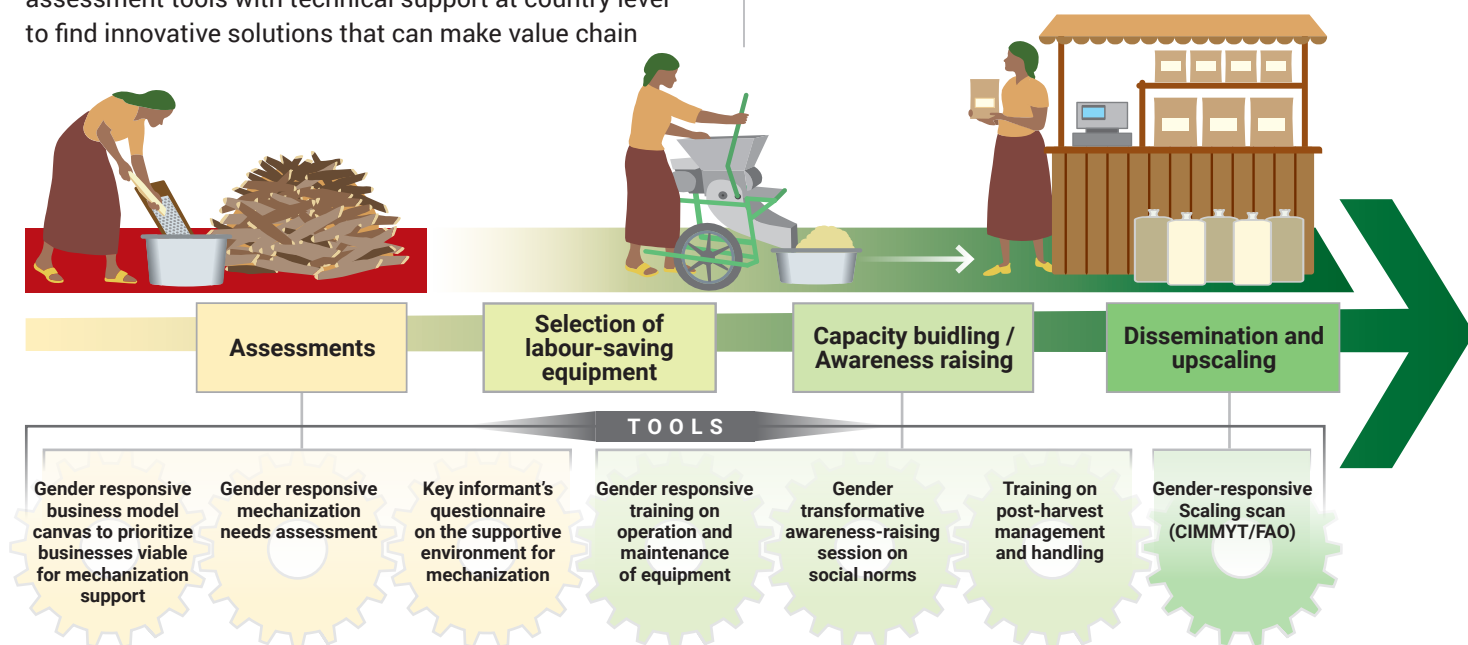 assessment tools with technical support at country level
to find innovative solutions that can make value chain
Assessments
Selection of
labour-saving
equipment
Capacity buidling /
Awareness raising
Dissemination and
upscaling
TOOLS
Gender responsive
business model
canvas to prioritize
businesses viable
for mechanization
support
Gender responsive
mechanization
needs assessment
Key informant’s
questionnaire
on the supportive
environment for
mechanization
Gender responsive
training on
operation and
maintenance
of equipment
Gender
transformative
awareness-raising
session on
social norms
Training on
post-harvest
management
and handling
Gender-responsive
Scaling scan
(CIMMYT/FAO)